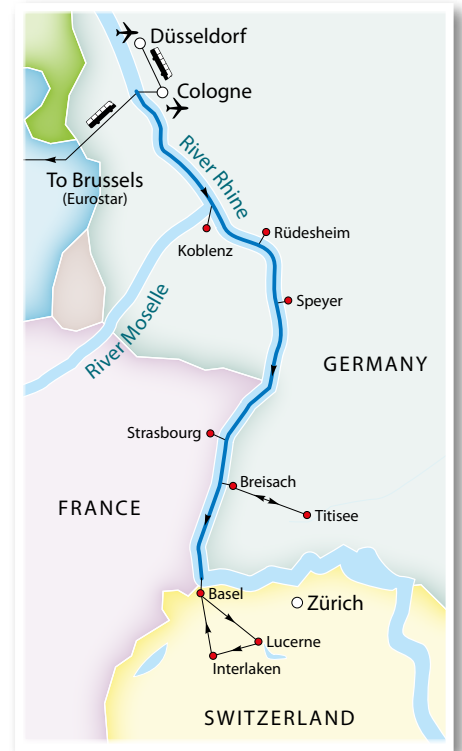 Düsseldorf
Cologne
To Brussels
(Eurostar)
River Rhine
Koblenz
Rüdesheim
Speyer
River Moselle
GERMANY
Strasbourg
Breisach
FRANCE
Titisee
Basel
Zürich
Lucerne
Interlaken
SWITZERLAND